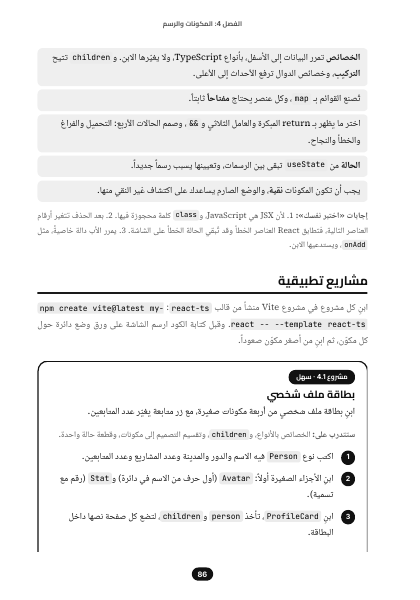 الفصل 4: المكونات والرسم
الخصائص تمرر البيانات إلى الأسفل، بأنواع TypeScript، ولا يغيّرها الابن. و children تتيح
التركيب، وخصائص الدوال ترفع الأحداث إلى الأعلى.
تُصنع القوائم بـ map ، وكل عنصر يحتاج مفتاحاً ثابتاً.
اختر ما يظهر بـ return المبكرة والعامل الثلاثي و && ، وصمم الحالات الأربع: التحميل والفراغ
والخطأ والنجاح.
الحالة من useState تبقى بين الرسمات، وتعيينها يسبب رسماً جديداً.
يجب أن تكون المكونات نقية، والوضع الصارم يساعدك على اكتشاف غير النقي منها.
إجابات «اختبر نفسك»: 1. لأن JSX هي JavaScript، و class كلمة محجوزة فيها. 2. بعد الحذف تتغير أرقام
العناصر التالية، فتطابق React العناصر الخطأ وقد تُبقي الحالة الخطأ على الشاشة. 3. يمرر الأب دالة خاصيةً، مثل
onAdd ، ويستدعيها الابن.
مشاريع تطبيقية
ابنِ كل مشروع في مشروع Vite منشأ من قالب react-ts : npm create vite@latest my-
react -- --template react-ts. وقبل كتابة الكود ارسم الشاشة على ورق وضع دائرة حول
كل مكوّن، ثم ابنِ من أصغر مكوّن صعوداً.
مشروع 4.1 · سهل
بطاقة ملف شخصي
ابنِ بطاقة ملف شخصي من أربعة مكونات صغيرة، مع زر متابعة يغيّر عدد المتابعين.
ستتدرب على: الخصائص بالأنواع، و children ، وتقسيم التصميم إلى مكونات، وقطعة حالة واحدة.
1 اكتب نوع Person فيه الاسم والدور والمدينة وعدد المشاريع وعدد المتابعين.
2 ابنِ الأجزاء الصغيرة أولاً: Avatar (أول حرف من الاسم في دائرة) و Stat (رقم مع
تسمية).
3 ابنِ ProfileCard ، تأخذ person و children ، لتضع كل صفحة نصها داخل
البطاقة.
86